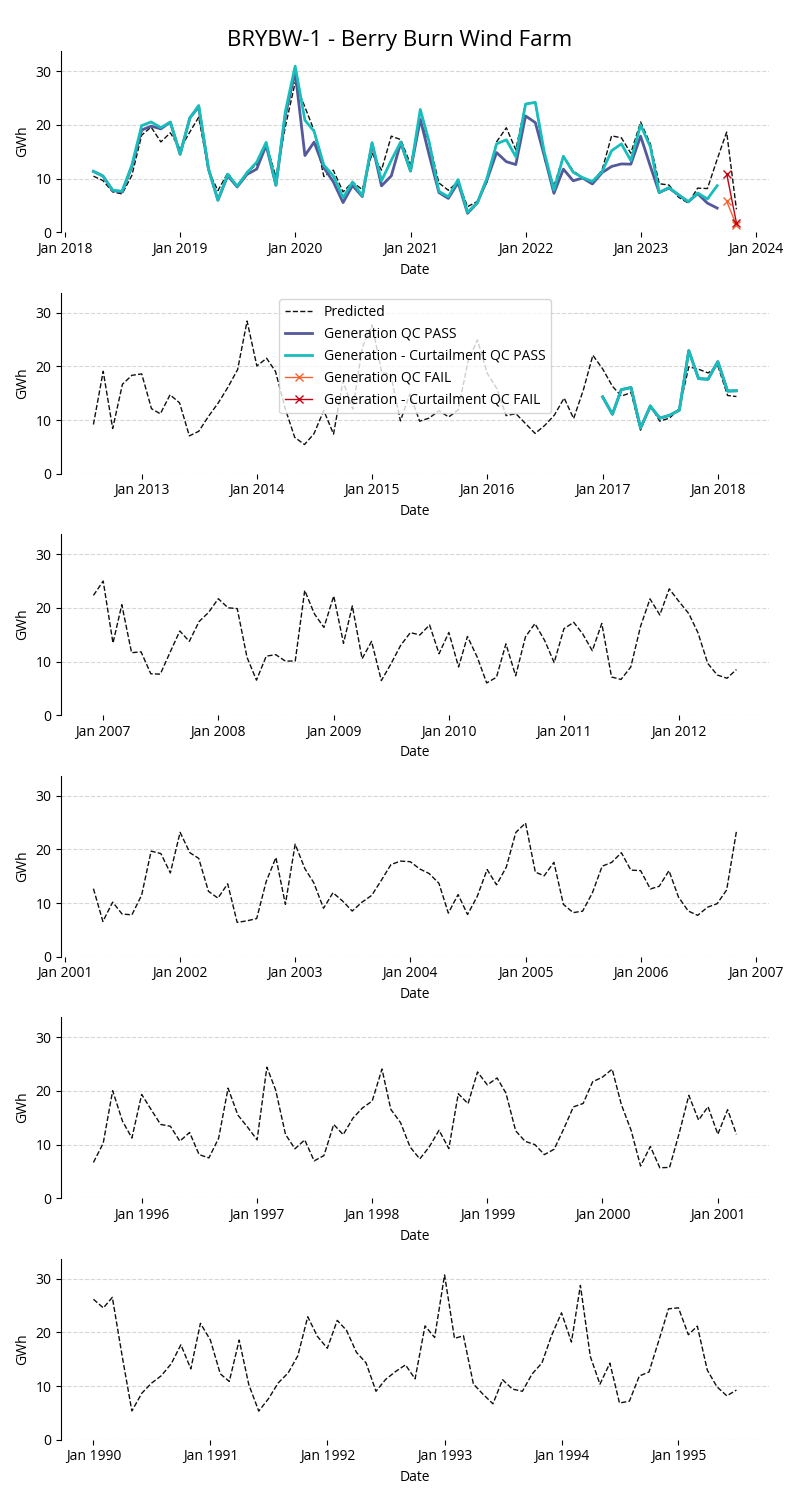 BRYBW-1 - Berry Burn Wind Farm
30
20
10
0
GWh
Jan 2018 Jan 2019 Jan 2020 Jan 2021 Jan 2022 Jan 2023 Jan 2024
Date
30
20
10
0
GWh
Predicted
Generation QC PASS
Generation - Curtailment QC PASS
Generation QC FAIL
Generation - Curtailment QC FAIL
Jan 2013 Jan 2014 Jan 2015 Jan 2016 Jan 2017 Jan 2018
Date
30
20
10
0
GWh
Jan 2007 Jan 2008 Jan 2009 Jan 2010 Jan 2011 Jan 2012
Date
30
20
10
0
GWh
Jan 2001 Jan 2002 Jan 2003 Jan 2004 Jan 2005 Jan 2006 Jan 2007
Date
30
20
10
0
GWh
Jan 1996 Jan 1997 Jan 1998 Jan 1999 Jan 2000 Jan 2001
Date
30
20
10
0
GWh
Jan 1990 Jan 1991 Jan 1992 Jan 1993 Jan 1994 Jan 1995
Date